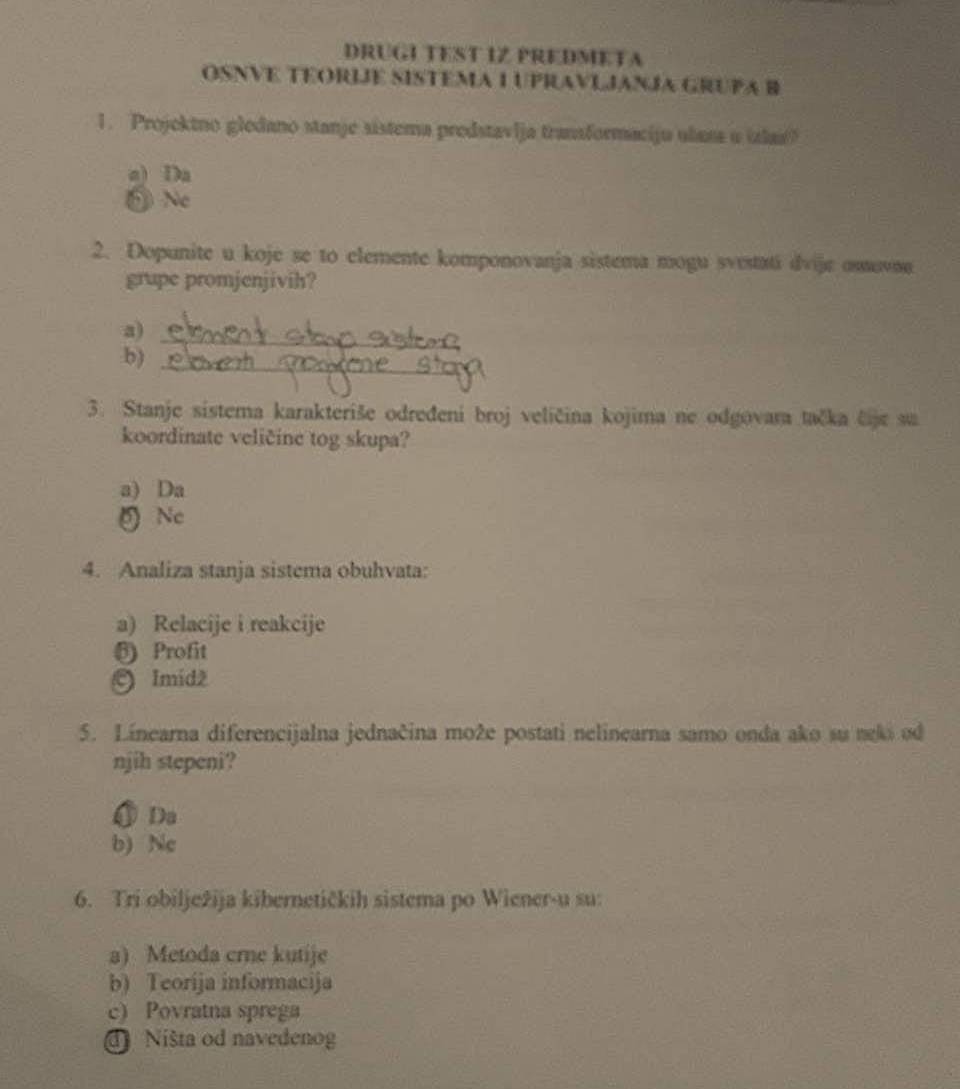 DRUGI TEST IZ PREDMETA
OSNVE TEORIJE SISTEMA I UPRAVLJANJA GRUPA B
1. Projektno gledano stanje sistema predstavlja transformaciju ulaza u izlaz?
a) Da
b) Ne
2. Dopunite u koje se to elemente komponovanja sistema mogu svestati dvije osnovne
grupe promjenjivih?
a) element stanja sistema
b) elementi promjene stanja
3. Stanje sistema karakteriše određeni broj veličina kojima ne odgovara tačka čije su
koordinate veličine tog skupa?
a) Da
b) Ne
4. Analiza stanja sistema obuhvata:
a) Relacije i reakcije
b) Profit
c) Imidž
5. Linearna diferencijalna jednačina može postati nelinearna samo onda ako su neki od
njih stepeni?
a) Da
b) Ne
6. Tri obilježija kibernetičkih sistema po Wiener-u su:
a) Metoda crne kutije
b) Teorija informacija
c) Povratna sprega
d) Ništa od navedenog